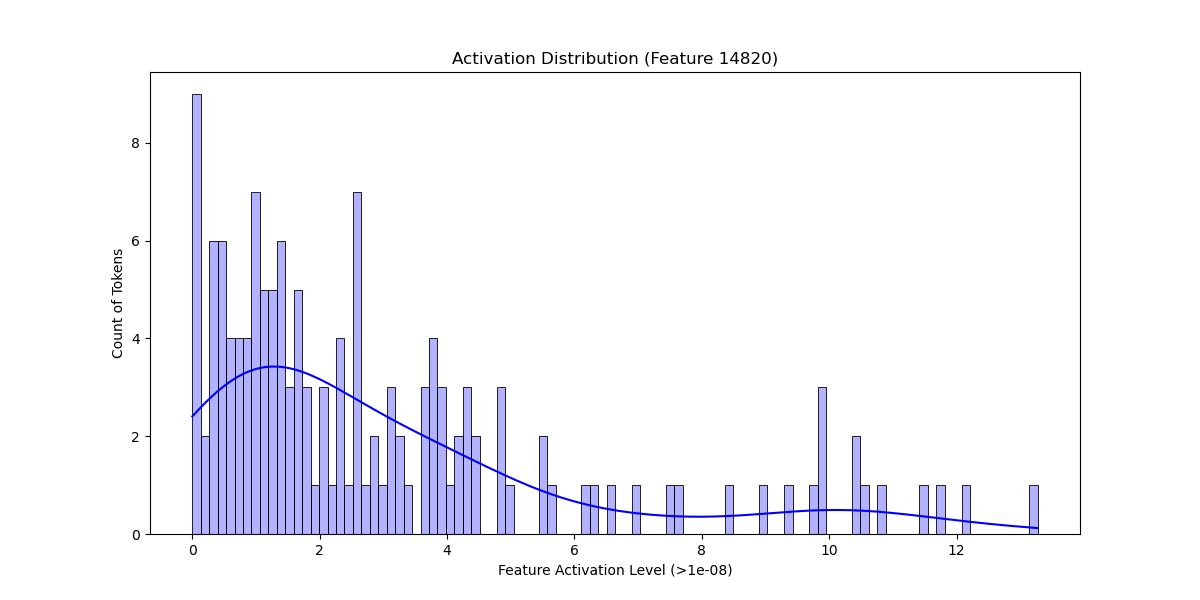 Activation Distribution (Feature 14820)
Count of Tokens
8
6
4
2
0
0 2 4 6 8 10 12
Feature Activation Level (>1e-08)